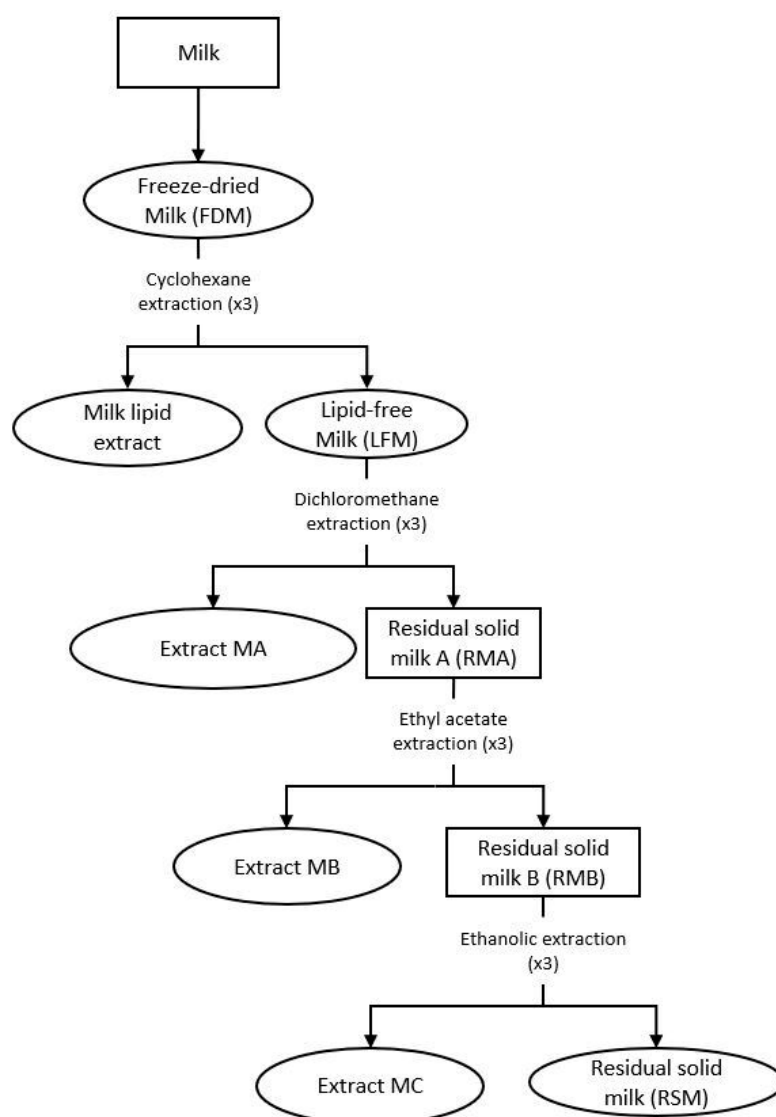 Milk
Freeze-dried
Milk (FDM)
Cyclohexane
extraction (x3)
Milk lipid
extract
Lipid-free
Milk (LFM)
Dichloromethane
extraction (x3)
Extract MA
Residual solid
milk A (RMA)
Ethyl acetate
extraction (x3)
Extract MB
Residual solid
milk B (RMB)
Ethanolic extraction
(x3)
Extract MC
Residual solid
milk (RSM)